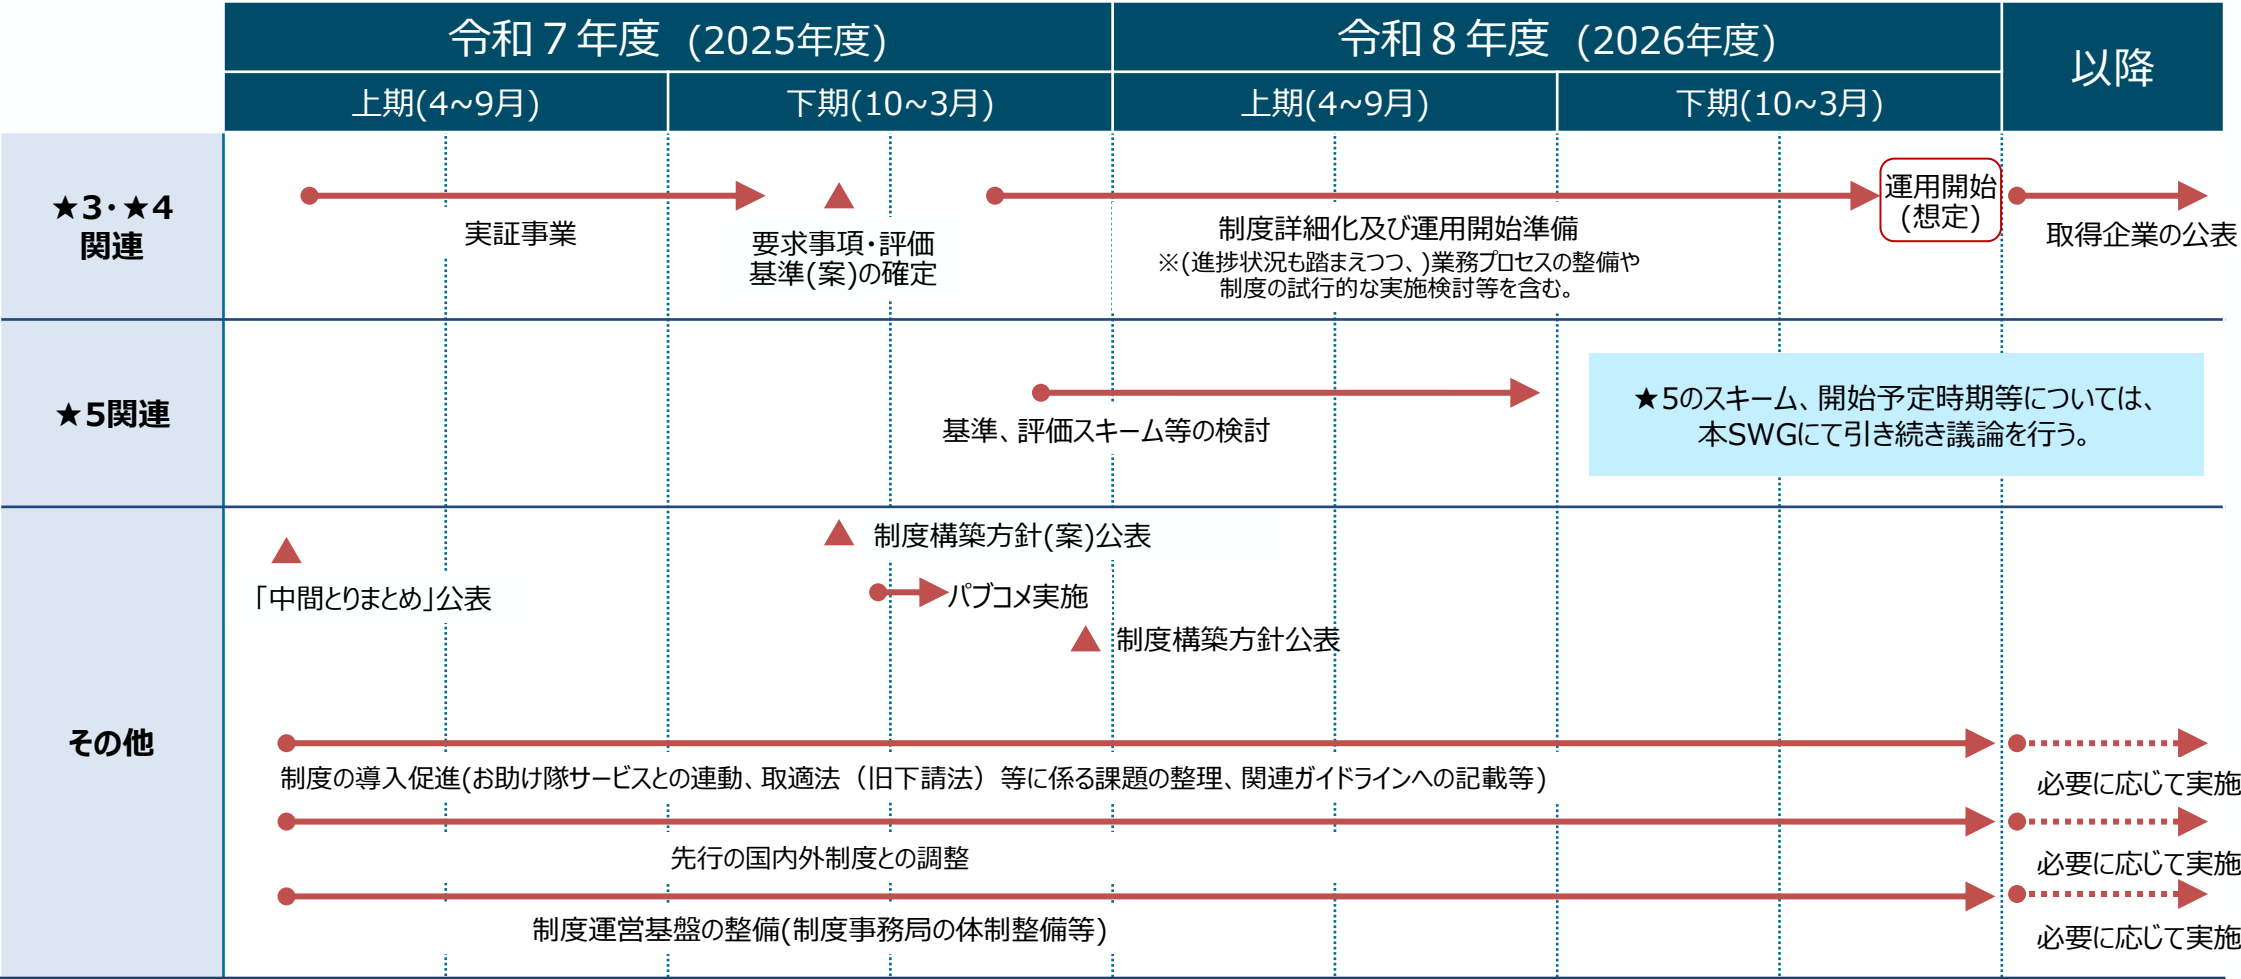 令和７年度 (2025年度)
令和８年度 (2026年度)
以降
上期(4~9月)
下期(10~3月)
上期(4~9月)
下期(10~3月)
★3・★4
関連
実証事業
要求事項・評価
基準(案)の確定
制度詳細化及び運用開始準備
※(進捗状況も踏まえつつ、)業務プロセスの整備や
制度の試行的な実施検討等を含む。
運用開始
(想定)
取得企業の公表
★5関連
基準、評価スキーム等の検討
★5のスキーム、開始予定時期等については、
本SWGにて引き続き議論を行う。
その他
「中間とりまとめ」公表
制度構築方針(案)公表
パブコメ実施
制度構築方針公表
制度の導入促進(お助け隊サービスとの連動、取適法（旧下請法）等に係る課題の整理、関連ガイドラインへの記載等)
必要に応じて実施
先行の国内外制度との調整
必要に応じて実施
制度運営基盤の整備(制度事務局の体制整備等)
必要に応じて実施